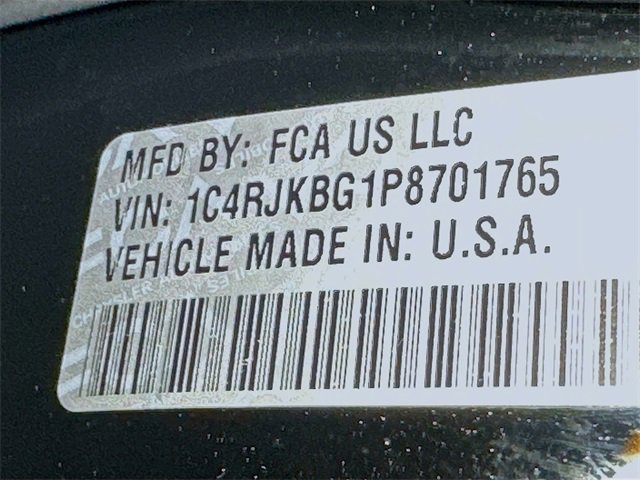 MFD BY: FCA US LLC
VIN: 1C4RJKBG1P8701765
VEHICLE MADE IN: U.S.A.